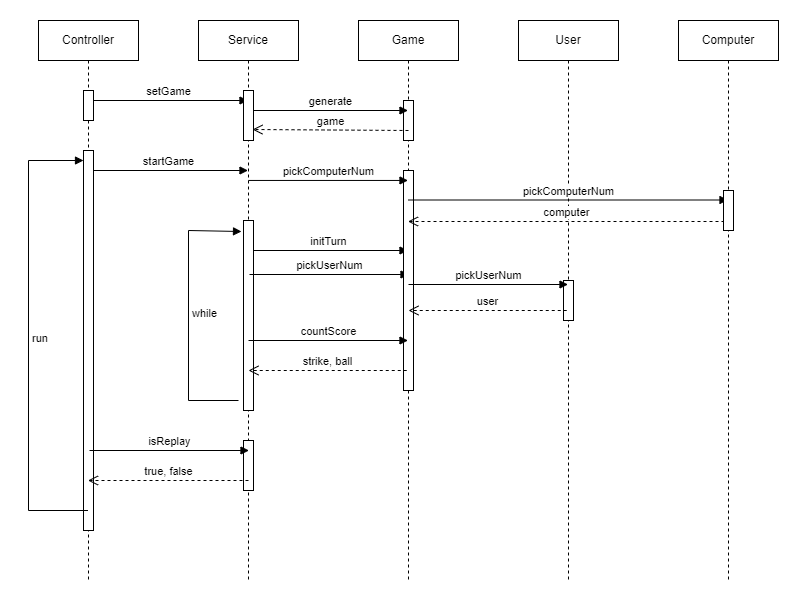 Controller
Service
Game
User
Computer
setGame
generate
game
startGame
pickComputerNum
pickComputerNum
computer
initTurn
pickUserNum
pickUserNum
user
while
countScore
run
strike, ball
isReplay
true, false